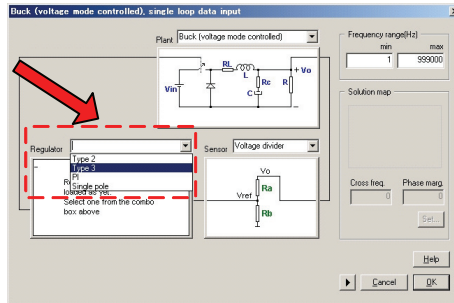 Buck (voltage mode controlled), single loop data input
Plant Buck (voltage mode controlled)
Frequency range(Hz)
min max
1 999000
RL
L
+ Vo
Vin
Rc
R
C
Solution map
Regulator
Sensor Voltage divider
Type 2
Type 3
PI
Single pole
loaded as yet.
Select one from the combo
box above
Vo
Ra
Vref
Rb
Cross freq. Phase marg.
0 0
Set...
Help
Cancel OK